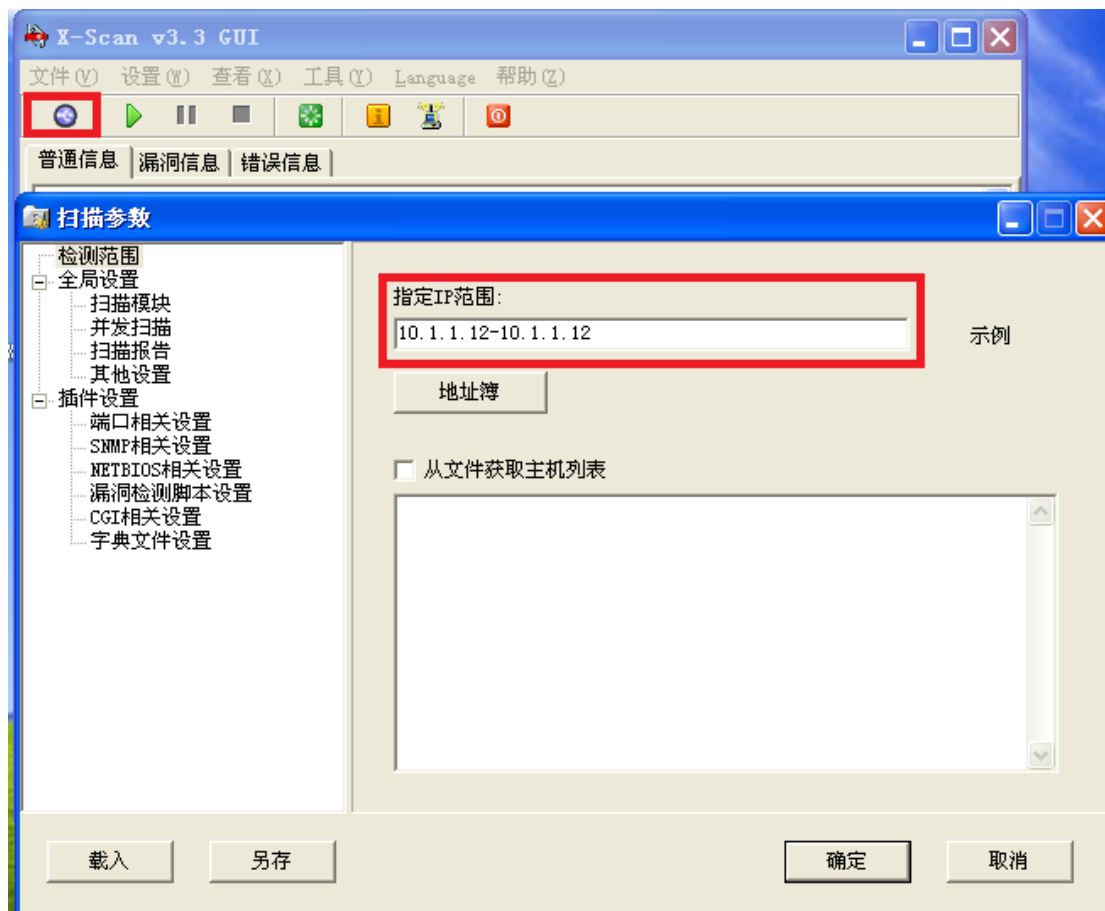 X-Scan v3.3 GUI
文件(V) 设置(W) 查看(X) 工具(Y) Language 帮助(Z)
普通信息 漏洞信息 错误信息
扫描参数
检测范围
全局设置
扫描模块
并发扫描
扫描报告
其他设置
插件设置
端口相关设置
SNMP相关设置
NETBIOS相关设置
漏洞检测脚本设置
CGI相关设置
字典文件设置
指定IP范围:
10.1.1.12-10.1.1.12
示例
地址簿
从文件获取主机列表
载入 另存 确定 取消